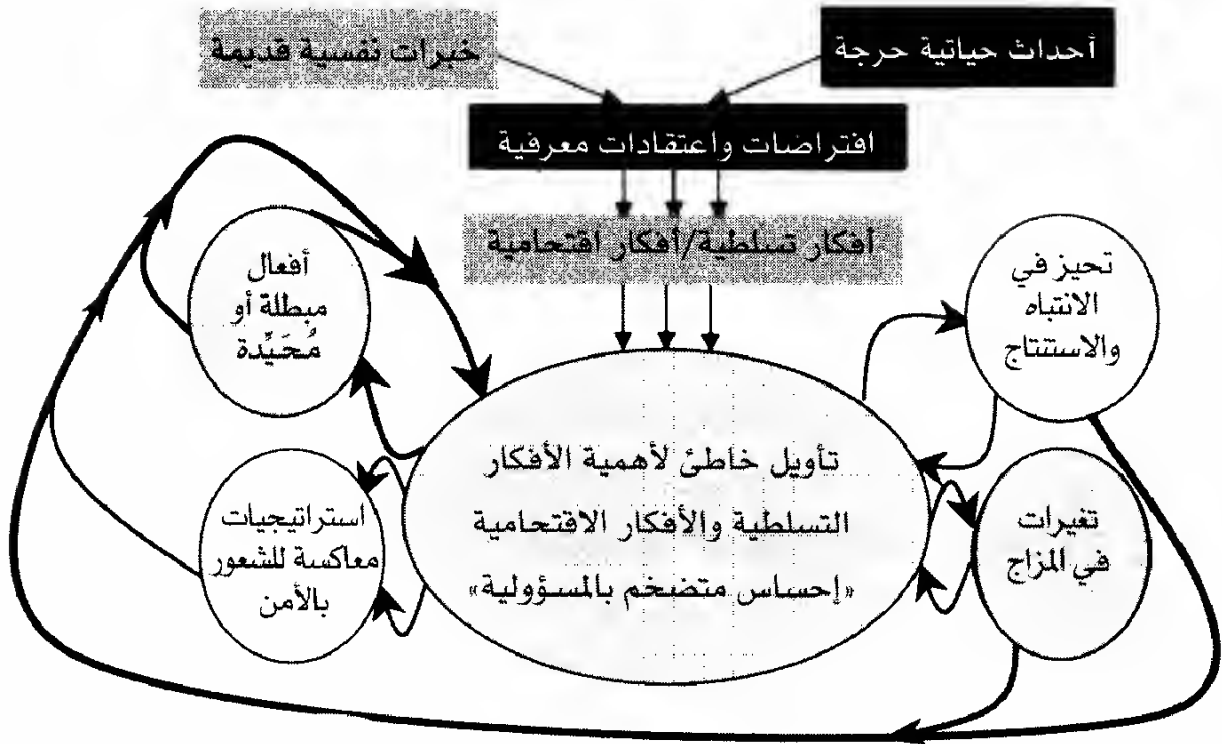 أحداث حياتية حرجة
خبرات نفسية قديمة
افتراضات واعتقادات معرفية
أفكار تسلطية/أفكار اقتحامية
تحيز في
الانتباه
والاستنتاج
أفعال
مبطلة أو
مُحَيِّدة
تأويل خاطئ لأهمية الأفكار
التسلطية والأفكار الاقتحامية
«إحساس متضخم بالمسؤولية»
تغيرات
في المزاج
استراتيجيات
معاكسة للشعور
بالأمن